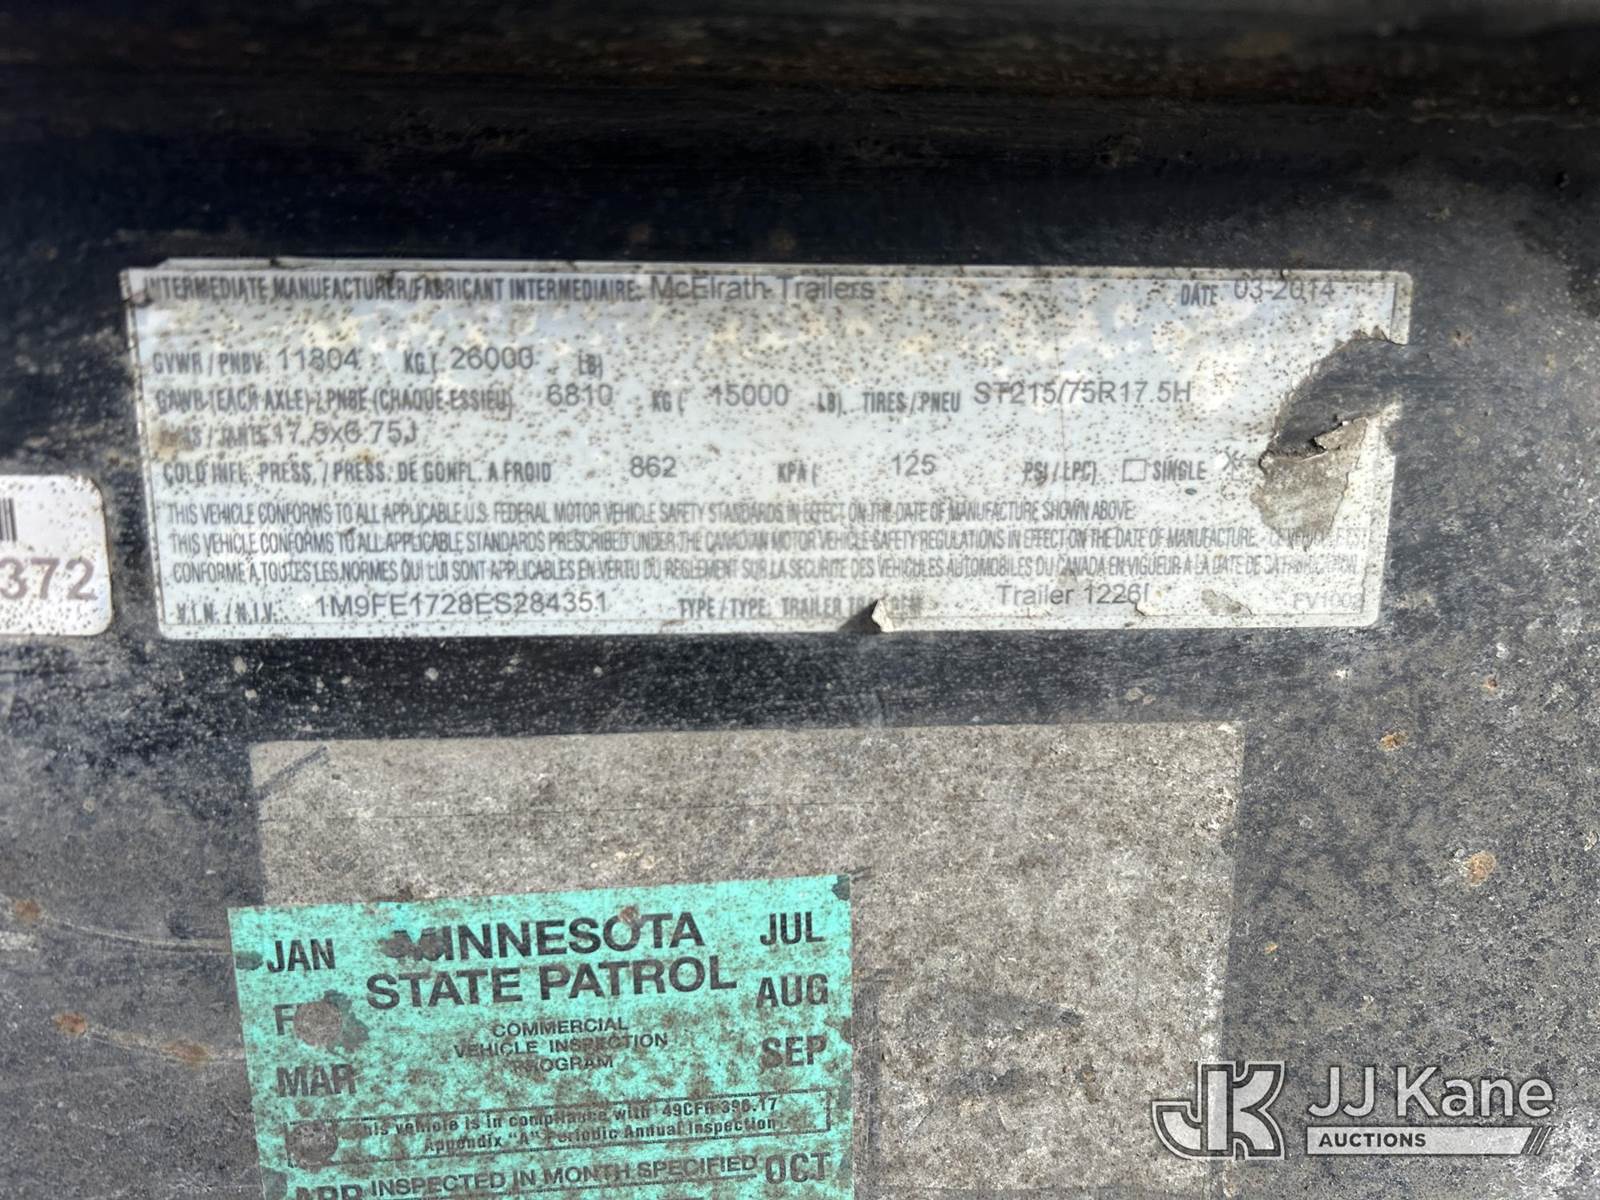 INTERMEDIATE MANUFACTURER/FABRICANT INTERMEDIAIRE: McElrath Trailers DATE 03-2014
GVWR / PNBV 11804 KG ( 26000 LB)
GAWR (EACH AXLE) / PNBE (CHAQUE ESSIEU) 6810 KG ( 15000 LB). TIRES / PNEU ST215/75R17.5H
17.5x6.75J
COLD INFL. PRESS. / PRESS. DE GONFL. A FROID 862 KPA ( 125 PSI / LPC) SINGLE X
THIS VEHICLE CONFORMS TO ALL APPLICABLE U.S. FEDERAL MOTOR VEHICLE SAFETY STANDARDS IN EFFECT ON THE DATE OF MANUFACTURE SHOWN ABOVE.
THIS VEHICLE CONFORMS TO ALL APPLICABLE STANDARDS PRESCRIBED UNDER THE CANADIAN MOTOR VEHICLE SAFETY REGULATIONS IN EFFECT ON THE DATE OF MANUFACTURE. - CE VEHICULE EST
CONFORME A TOUTES LES NORMES QUI LUI SONT APPLICABLES EN VERTU DU REGLEMENT SUR LA SECURITE DES VEHICULES AUTOMOBILES DU CANADA EN VIGUEUR A LA DATE DE SA FABRICATION
V.I.N. / N.I.V.: 1M9FE1728ES284351 TYPE / TYPE: TRAILER Trailer 1226 FV1002
372
JAN MINNESOTA JUL
STATE PATROL AUG
COMMERCIAL
VEHICLE INSPECTION SEP
PROGRAM
MAR
This vehicle is in compliance with 49CFR 396.17
Appendix "A" Periodic Annual Inspection
APR INSPECTED IN MONTH SPECIFIED OCT
JK JJ Kane
AUCTIONS